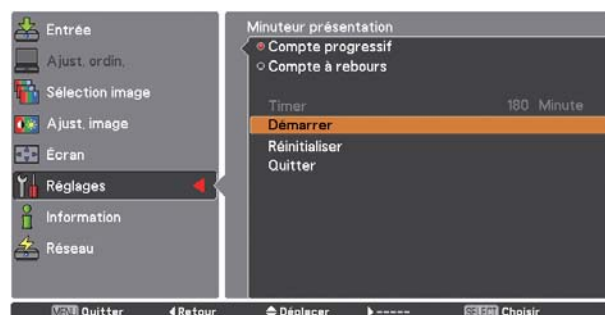 Entrée
Ajust. ordin.
Sélection image
Ajust. image
Écran
Réglages
Information
Réseau
Minuteur présentation
Compte progressif
Compte à rebours
Timer 180 Minute
Démarrer
Réinitialiser
Quitter
MENU Quitter Retour Déplacer ----- SELECT Choisir